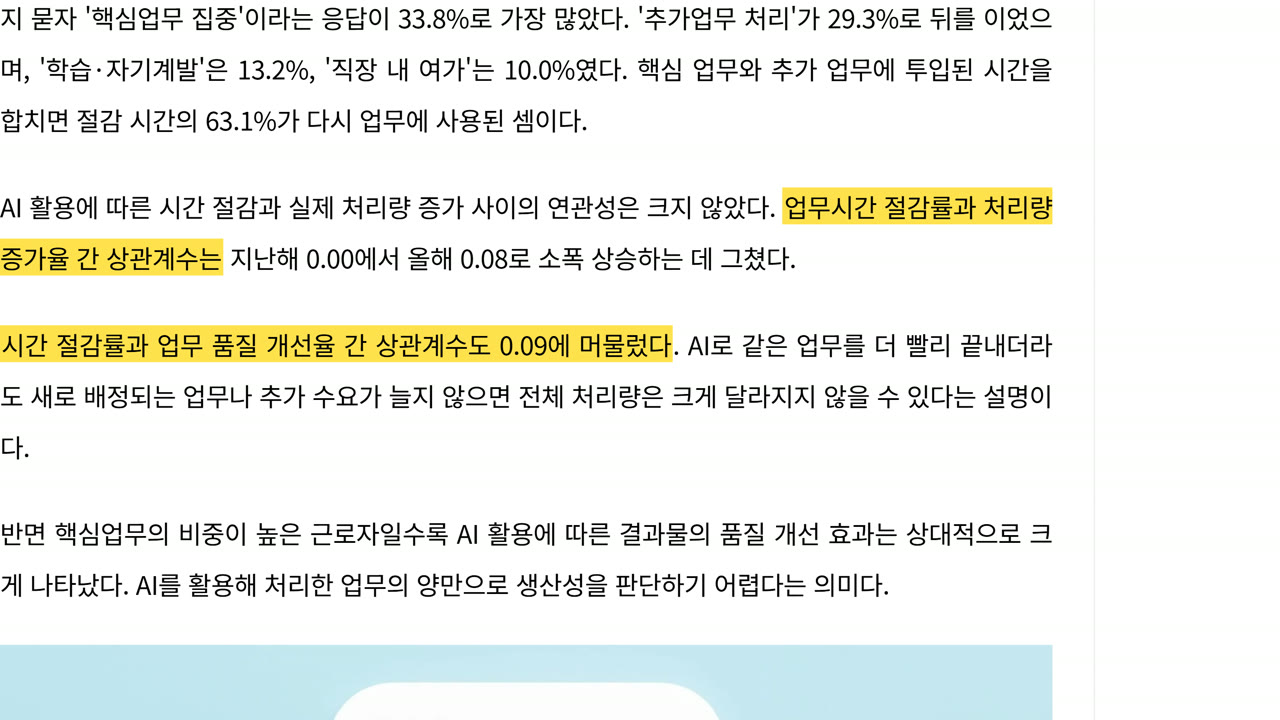 지 묻자 '핵심업무 집중'이라는 응답이 33.8%로 가장 많았다. '추가업무 처리'가 29.3%로 뒤를 이었으
며, '학습·자기계발'은 13.2%, '직장 내 여가'는 10.0%였다. 핵심 업무와 추가 업무에 투입된 시간을
합치면 절감 시간의 63.1%가 다시 업무에 사용된 셈이다.
AI 활용에 따른 시간 절감과 실제 처리량 증가 사이의 연관성은 크지 않았다. 업무시간 절감률과 처리량
증가율 간 상관계수는 지난해 0.00에서 올해 0.08로 소폭 상승하는 데 그쳤다.
시간 절감률과 업무 품질 개선율 간 상관계수도 0.09에 머물렀다. AI로 같은 업무를 더 빨리 끝내더라
도 새로 배정되는 업무나 추가 수요가 늘지 않으면 전체 처리량은 크게 달라지지 않을 수 있다는 설명이
다.
반면 핵심업무의 비중이 높은 근로자일수록 AI 활용에 따른 결과물의 품질 개선 효과는 상대적으로 크
게 나타났다. AI를 활용해 처리한 업무의 양만으로 생산성을 판단하기 어렵다는 의미다.